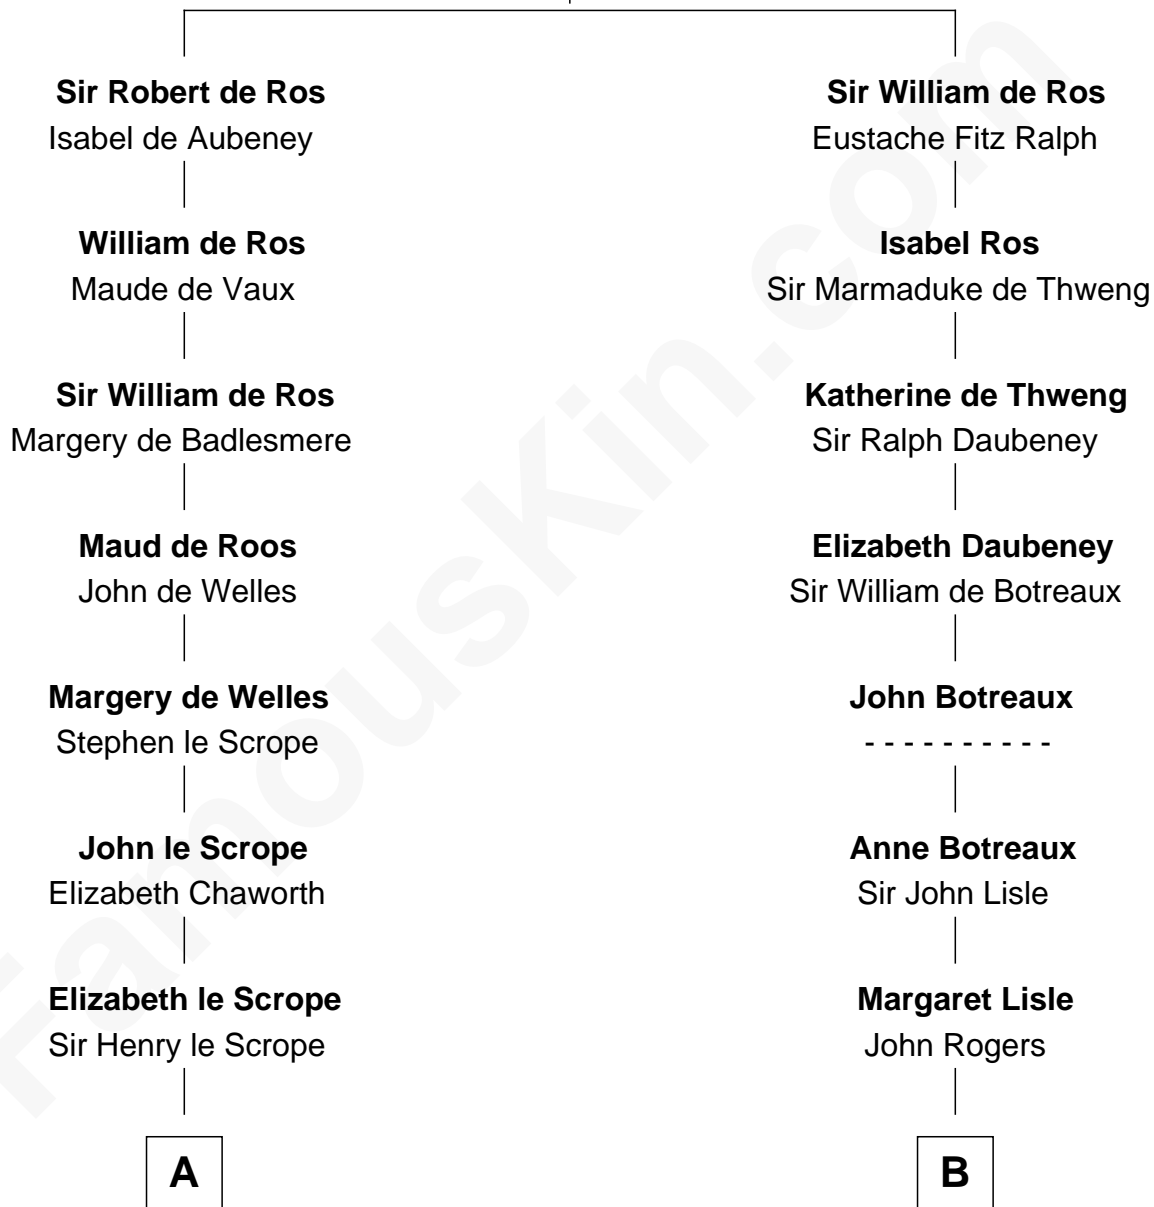 Sir Robert de Ros
Isabel de Aubeney
William de Ros
Maude de Vaux
Sir William de Ros
Margery de Badlesmere
Maud de Roos
John de Welles
Margery de Welles
Stephen le Scrope
John le Scrope
Elizabeth Chaworth
Elizabeth le Scrope
Sir Henry le Scrope
A
Sir William de Ros
Eustache Fitz Ralph
Isabel Ros
Sir Marmaduke de Thweng
Katherine de Thweng
Sir Ralph Daubeney
Elizabeth Daubeney
Sir William de Botreaux
John Botreaux
- - - - - - - - - -
Anne Botreaux
Sir John Lisle
Margaret Lisle
John Rogers
B
FamousKin.com